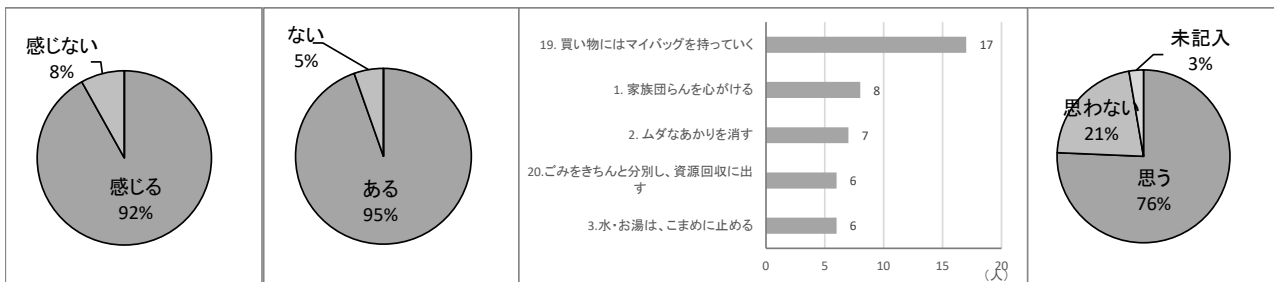 感じない
8%
感じる
92%
ない
5%
ある
95%
19. 買い物にはマイバッグを持っていく
17
1. 家族団らんを心がける
8
2. ムダなあかりを消す
7
20.ごみをきちんと分別し、資源回収に出
す
6
3.水・お湯は、こまめに止める
6
0 5 10 15 20
（人）
未記入
3%
思わない
21%
思う
76%